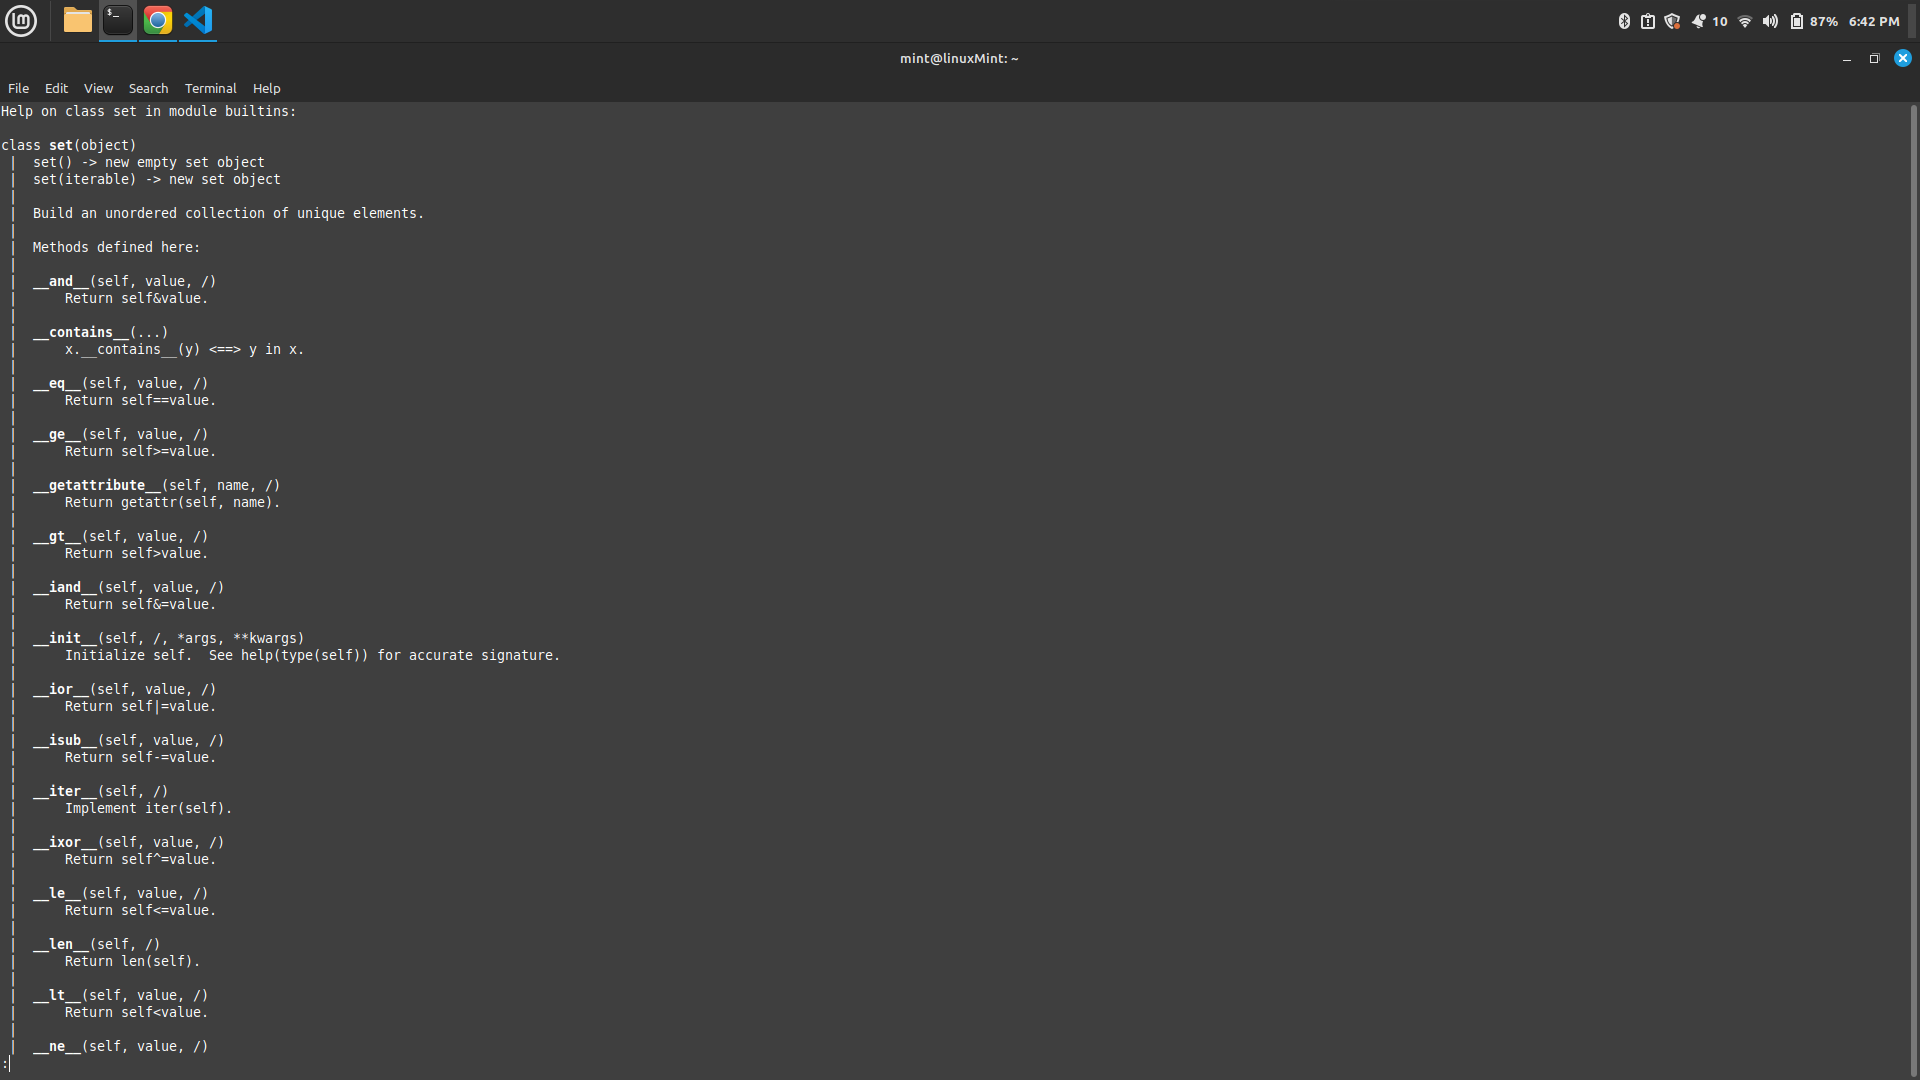 $_
10
87%
6:42 PM
mint@linuxMint: ~
File Edit View Search Terminal Help
Help on class set in module builtins:
class set(object)
| set() -> new empty set object
| set(iterable) -> new set object
|
| Build an unordered collection of unique elements.
|
| Methods defined here:
|
| __and__(self, value, /)
| Return self&value.
|
| __contains__(...)
| x.__contains__(y) <==> y in x.
|
| __eq__(self, value, /)
| Return self==value.
|
| __ge__(self, value, /)
| Return self>=value.
|
| __getattribute__(self, name, /)
| Return getattr(self, name).
|
| __gt__(self, value, /)
| Return self>value.
|
| __iand__(self, value, /)
| Return self&=value.
|
| __init__(self, /, *args, **kwargs)
| Initialize self.  See help(type(self)) for accurate signature.
|
| __ior__(self, value, /)
| Return self|=value.
|
| __isub__(self, value, /)
| Return self-=value.
|
| __iter__(self, /)
| Implement iter(self).
|
| __ixor__(self, value, /)
| Return self^=value.
|
| __le__(self, value, /)
| Return self<=value.
|
| __len__(self, /)
| Return len(self).
|
| __lt__(self, value, /)
| Return self<value.
|
| __ne__(self, value, /)
: